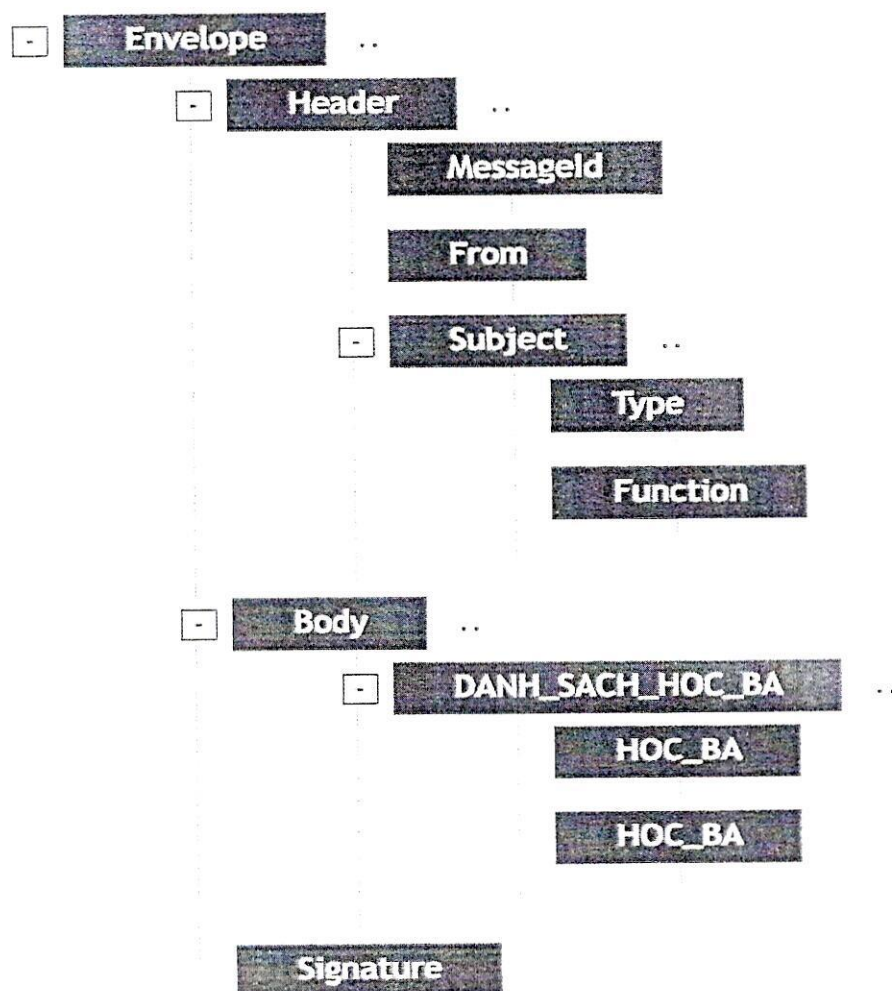 Envelope
Header
MessageId
From
Subject
Type
Function
Body
DANH_SACH_HOC_BA
HOC_BA
HOC_BA
Signature